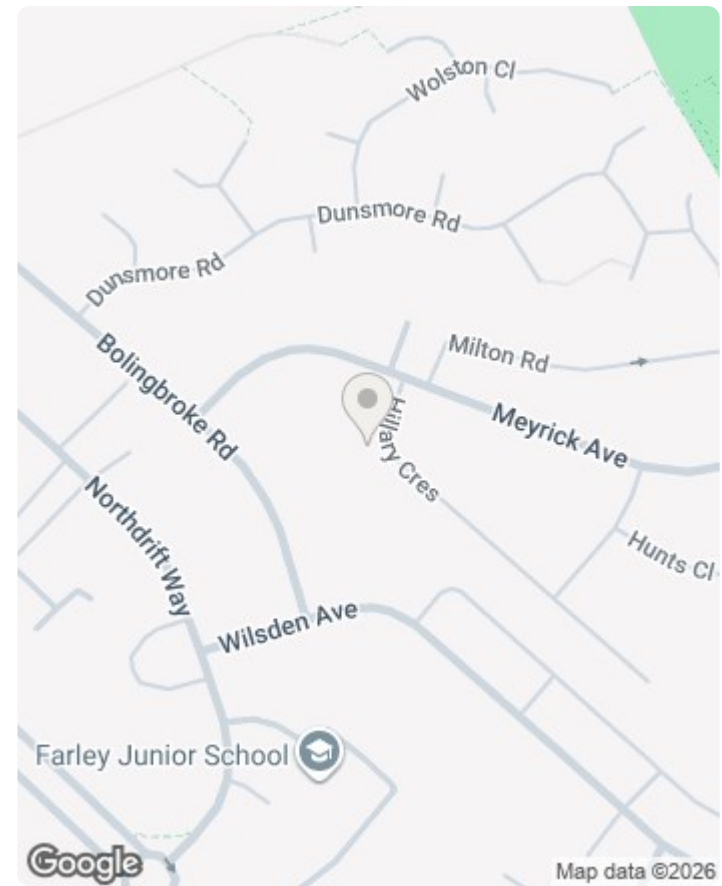 Wolston Cl
Dunsmore Rd
Dunsmore Rd
Bolingbroke Rd
Milton Rd
Hillary Cres
Meyrick Ave
Northdrift Way
Hunts Cl
Wilsden Ave
Farley Junior School
Google
Map data ©2026